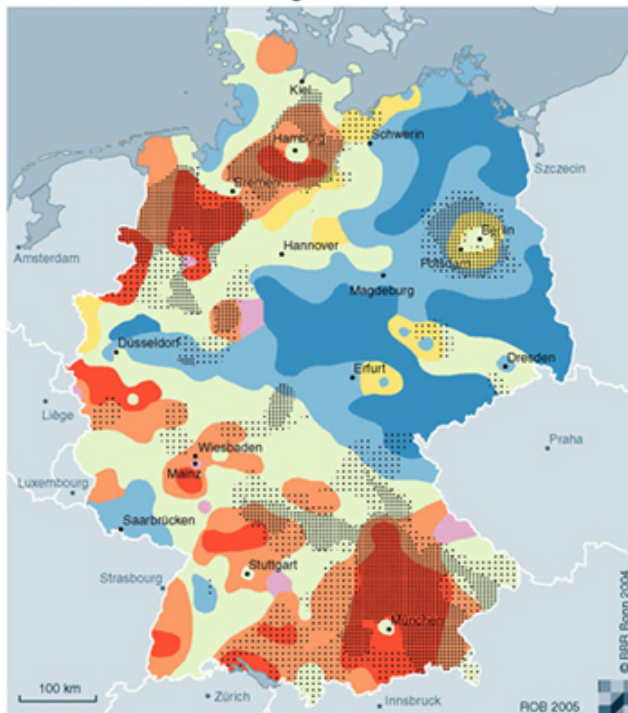 Kiel
Hamburg
Schwerin
Szczecin
Bremen
Amsterdam
Hannover
Berlin
Potsdam
Magdeburg
Düsseldorf
Erfurt
Dresden
Liège
Wiesbaden
Praha
Mainz
Luxembourg
Saarbrücken
Stuttgart
Strasbourg
München
© BBR Bonn 2004
100 km
Zürich
Innsbruck
ROB 2005